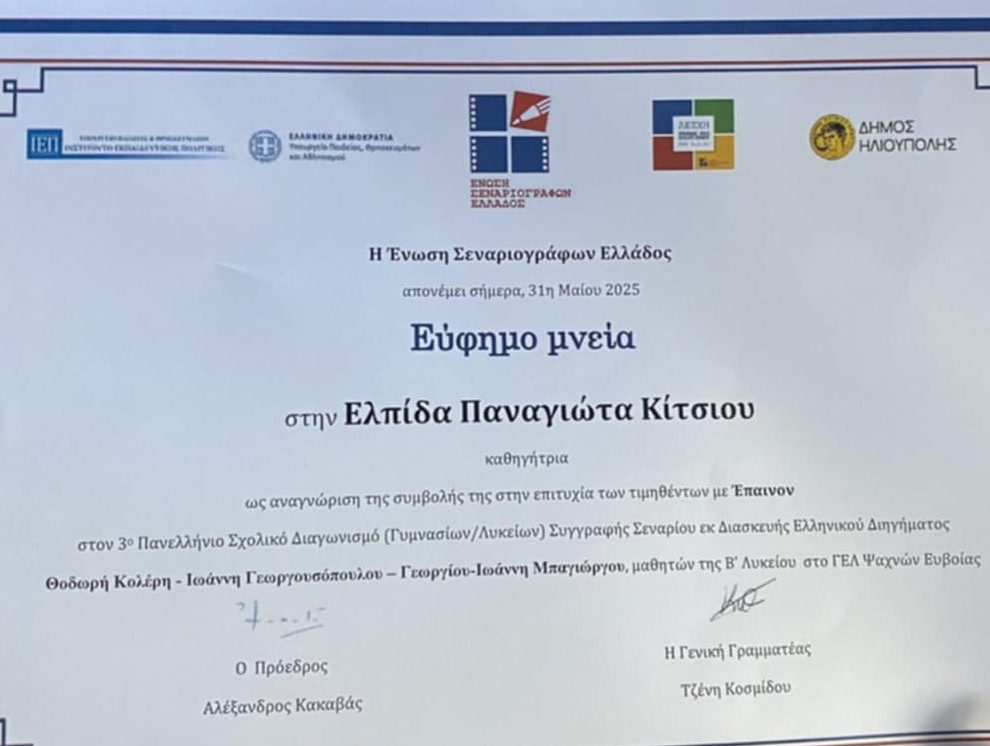 ΙΕΠ
ΙΝΣΤΙΤΟΥΤΟ ΕΚΠΑΙΔΕΥΤΙΚΗΣ ΠΟΛΙΤΙΚΗΣ
ΕΛΛΗΝΙΚΗ ΔΗΜΟΚΡΑΤΙΑ
Υπουργείο Παιδείας, Θρησκευμάτων
και Αθλητισμού
ΕΝΩΣΗ
ΣΕΝΑΡΙΟΓΡΑΦΩΝ
ΕΛΛΑΔΟΣ
ΛΕΣΧΗ
ΔΗΜΟΣ
ΗΛΙΟΥΠΟΛΗΣ
Η Ένωση Σεναριογράφων Ελλάδος
απονέμει σήμερα, 31η Μαίου 2025
Εύφημο μνεία
στην Ελπίδα Παναγιώτα Κίτσιου
καθηγήτρια
ως αναγνώριση της συμβολής της στην επιτυχία των τιμηθέντων με Έπαινον
στον 3ο Πανελλήνιο Σχολικό Διαγωνισμό (Γυμνασίων/Λυκείων) Συγγραφής Σεναρίου εκ Διασκευής Ελληνικού Διηγήματος
Θοδωρή Κολέρη - Ιωάννη Γεωργουσόπουλου – Γεωργίου-Ιωάννη Μπαγιώργου, μαθητών της Β' Λυκείου στο ΓΕΛ Ψαχνών Ευβοίας
Ο Πρόεδρος
Αλέξανδρος Κακαβάς
Η Γενική Γραμματέας
Τζένη Κοσμίδου